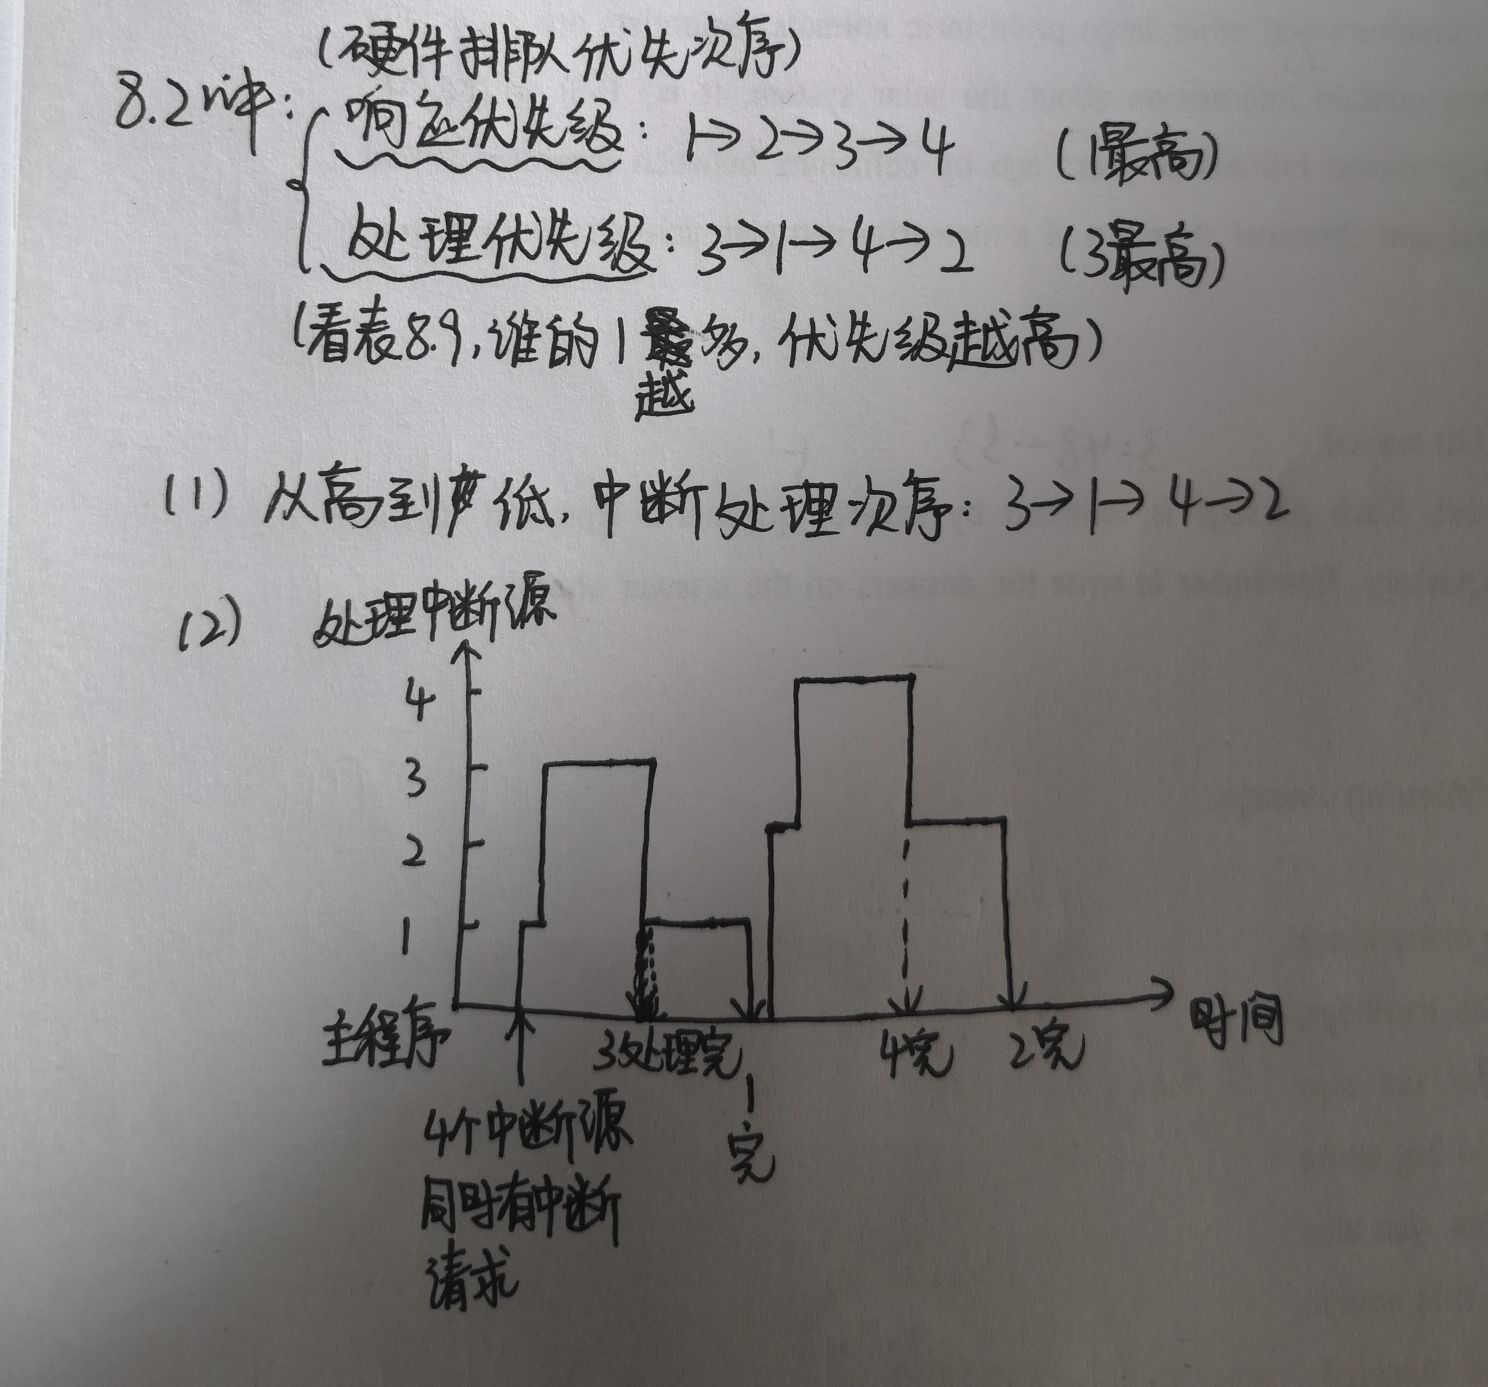 (硬件排队优先次序)
8.2 冲:
响应优先级: 1→2→3→4 (1最高)
处理优先级: 3→1→4→2 (3最高)
(看表8.9,谁的1越多,优先级越高)
(1) 从高到低,中断处理次序: 3→1→4→2
(2) 处理中断源
4
3
2
1
主程序
3处理完
4完
2完
时间
1完
4个中断源
同时有中断
请求